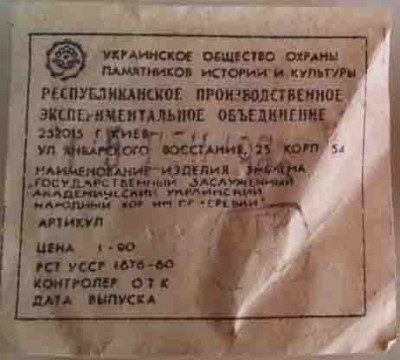 УКРАИНСКОЕ ОБЩЕСТВО ОХРАНЫ
ПАМЯТНИКОВ ИСТОРИИ И КУЛЬТУРЫ
РЕСПУБЛИКАНСКОЕ ПРОИЗВОДСТВЕННОЕ
ЭКСПЕРИМЕНТАЛЬНОЕ ОБЪЕДИНЕНИЕ
252015 Г. КИЕВ
УЛ ЯНВАРСКОГО ВОССТАНИЯ, 25 КОРП 54
НАИМЕНОВАНИЕ ИЗДЕЛИЯ ЭМБЛЕМА
"ГОСУДАРСТВЕННЫЙ ЗАСЛУЖЕННЫЙ
АКАДЕМИЧЕСКИЙ УКРАИНСКИЙ
НАРОДНЫЙ ХОР ИМ Г.Г
АРТИКУЛ
ЦЕНА 1-90
РСТ УССР 1876-80
КОНТРОЛЕР ОТК
ДАТА ВЫПУСКА